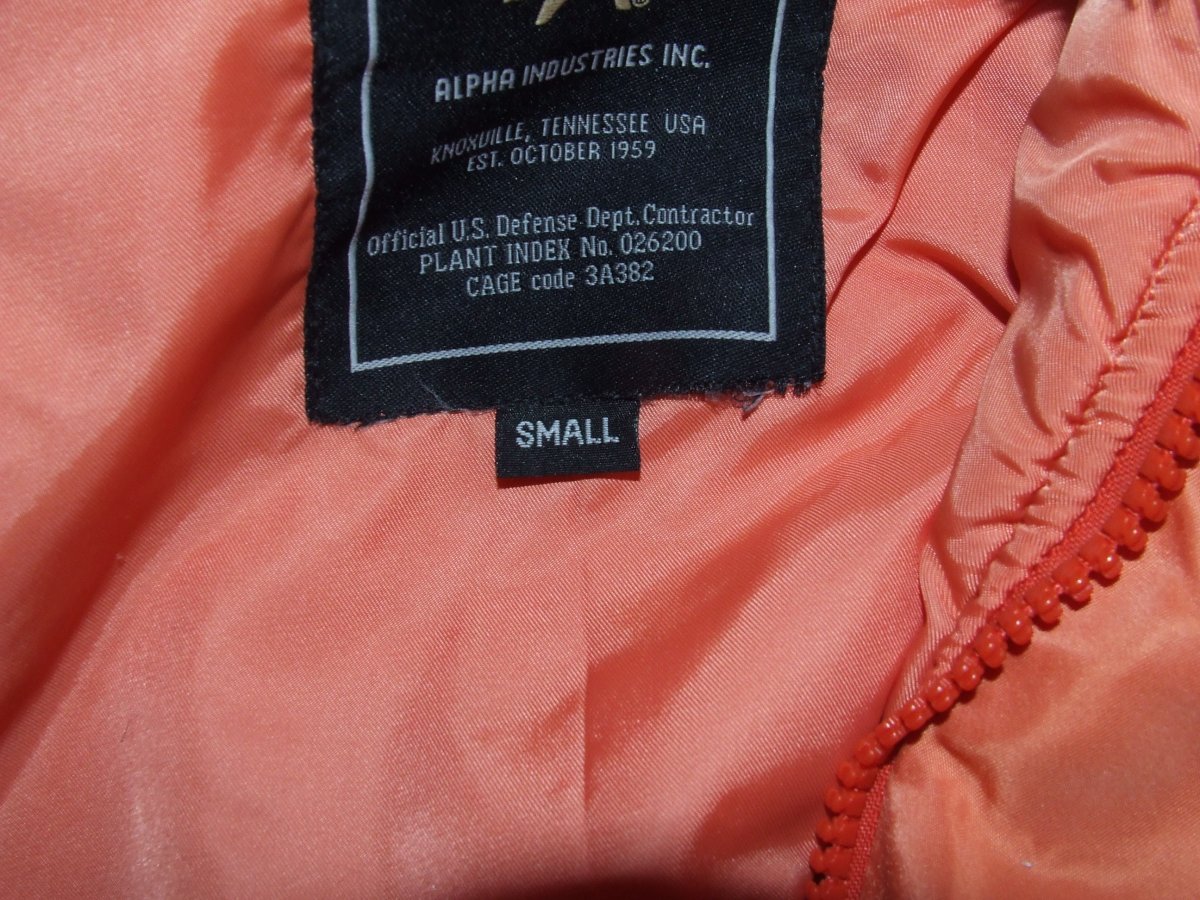 ®
ALPHA INDUSTRIES INC.
KNOXVILLE, TENNESSEE USA
EST. OCTOBER 1959
Official U.S. Defense Dept. Contractor
PLANT INDEX No. 026200
CAGE code 3A382
SMALL